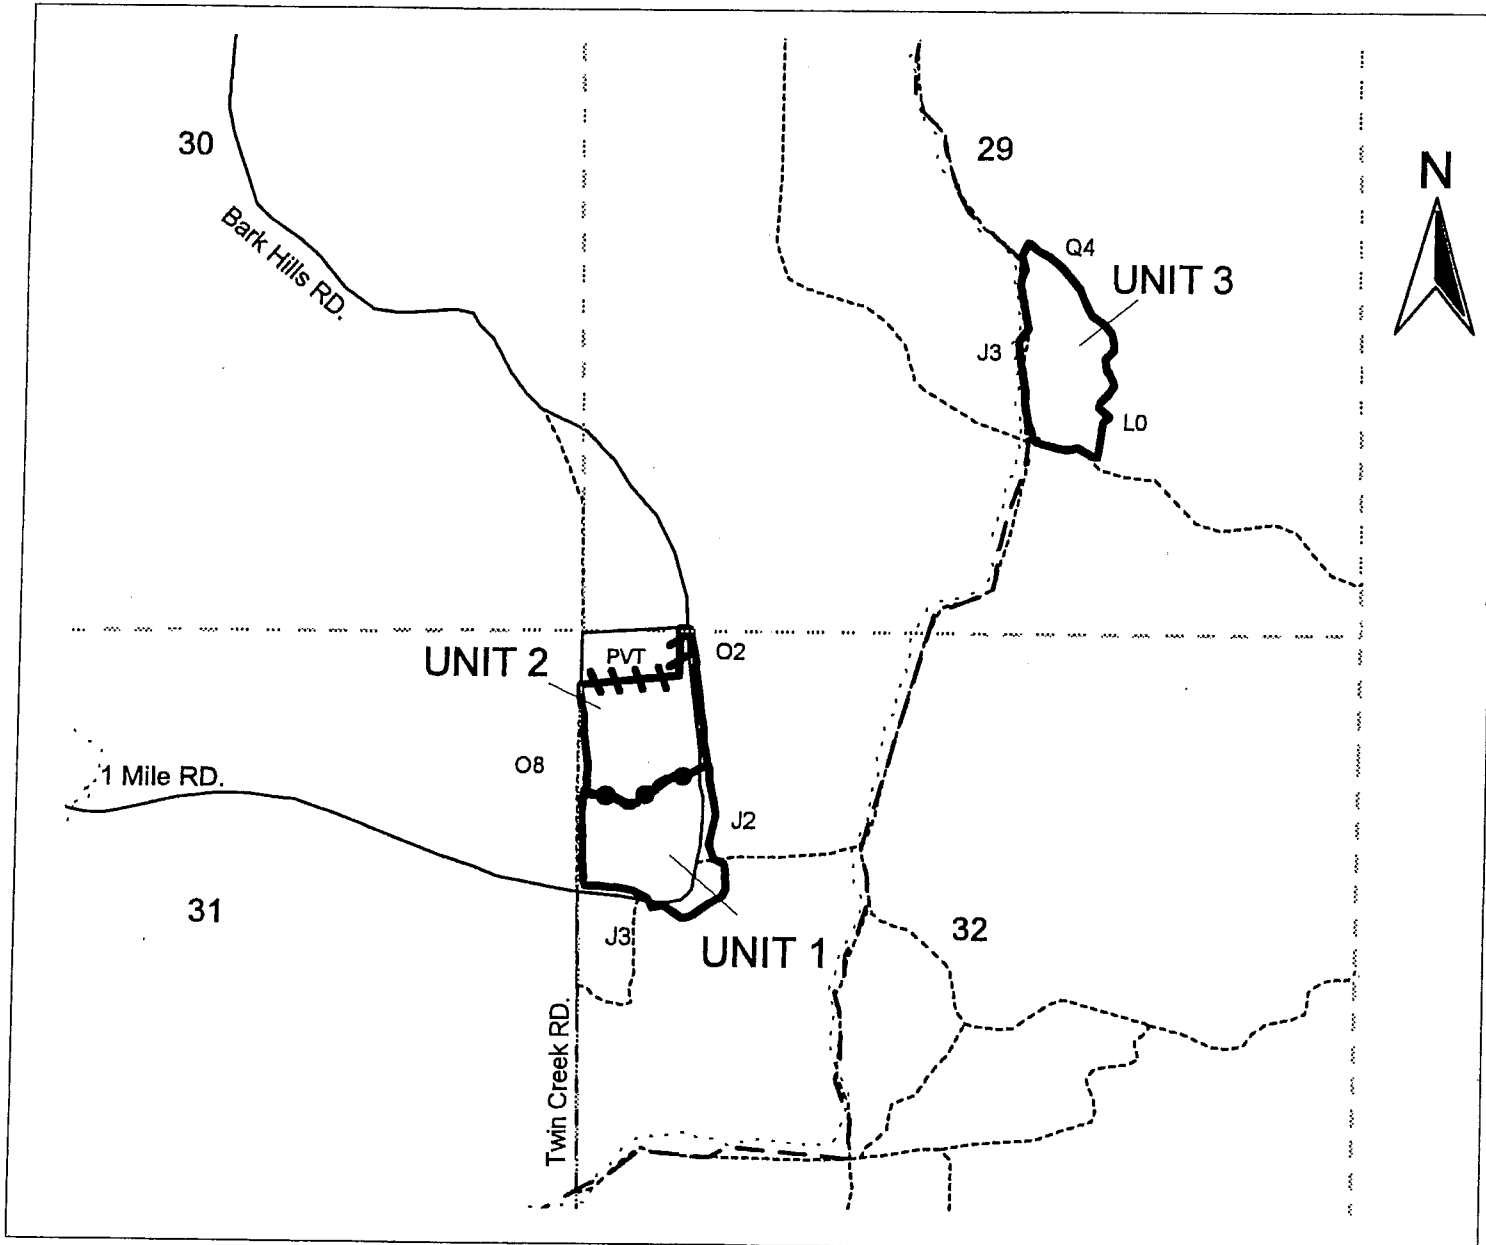 30
29
N
Bark Hills RD.
Q4
UNIT 3
J3
L0
UNIT 2
PVT
O2
O8
1 Mile RD.
J2
31
J3
UNIT 1
32
Twin Creek RD.